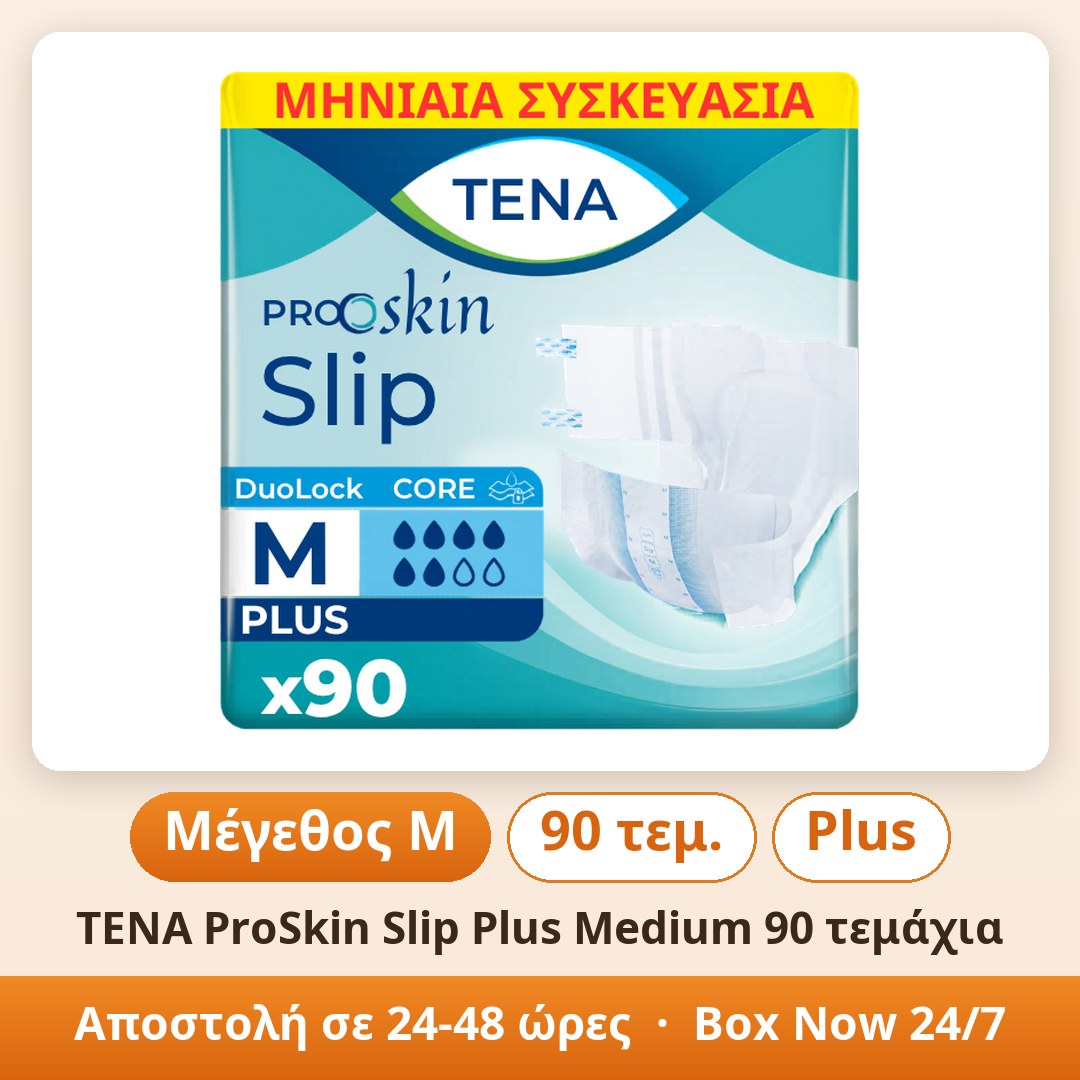 ΜΗΝΙΑΙΑ ΣΥΣΚΕΥΑΣΙΑ
TENA
PROskin
Slip
DuoLock CORE
M
PLUS
x90
Μέγεθος M
90 τεμ.
Plus
TENA ProSkin Slip Plus Medium 90 τεμάχια
Αποστολή σε 24-48 ώρες · Box Now 24/7